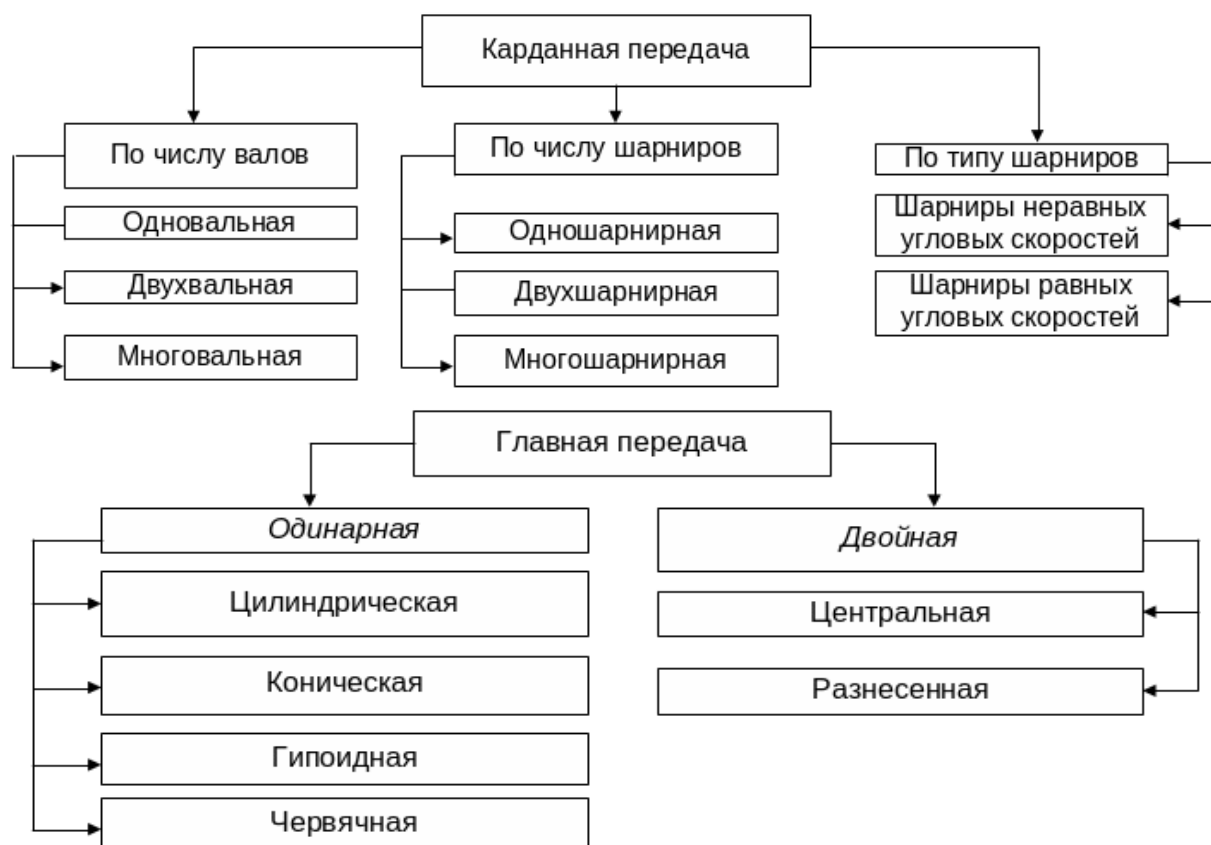 Карданная передача
По числу валов
Одновальная
Двухвальная
Многовальная
По числу шарниров
Одношарнирная
Двухшарнирная
Многошарнирная
По типу шарниров
Шарниры неравных
угловых скоростей
Шарниры равных
угловых скоростей
Главная передача
Одинарная
Цилиндрическая
Коническая
Гипоидная
Червячная
Двойная
Центральная
Разнесенная